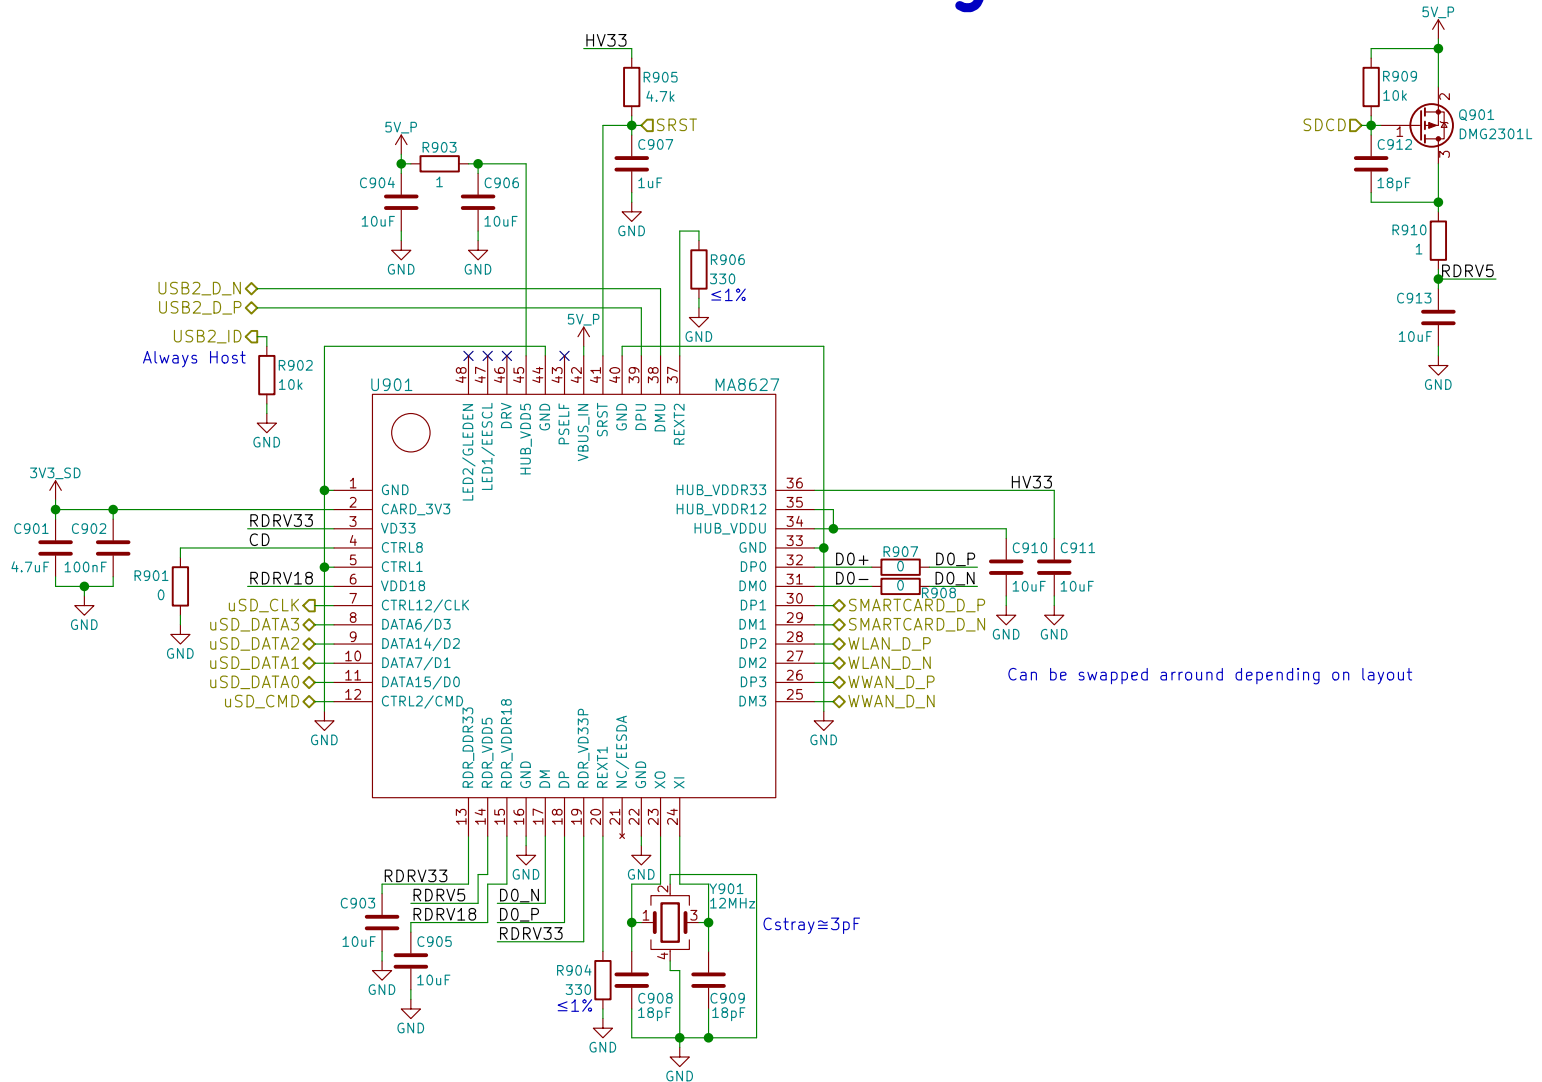 5V_P
HV33
R905
4.7k
SRST
C907
1uF
GND
R909
10k
SDCD
1
2
3
Q901
DMG2301L
C912
18pF
R910
1
RDRV5
C913
10uF
GND
5V_P
R903
1
C904
10uF
GND
C906
10uF
GND
R906
330
≤1%
GND
USB2_D_N
USB2_D_P
USB2_ID
Always Host
R902
10k
GND
5V_P
U901
MA8627
48
47
46
45
44
43
42
41
40
39
38
37
LED2/GLEDEN
LED1/EESCL
DRV
HUB_VDD5
GND
PSELF
VBUS_IN
SRST
GND
DPU
DMU
REXT2
3V3_SD
C901
4.7uF
C902
100nF
GND
RDRV33
CD
R901
0
GND
RDRV18
uSD_CLK
uSD_DATA3
uSD_DATA2
uSD_DATA1
uSD_DATA0
uSD_CMD
GND
1 GND
2 CARD_3V3
3 VD33
4 CTRL8
5 CTRL1
6 VDD18
7 CTRL12/CLK
8 DATA6/D3
9 DATA14/D2
10 DATA7/D1
11 DATA15/D0
12 CTRL2/CMD
HUB_VDDR33 36
HUB_VDDR12 35
HUB_VDDU 34
GND 33
DP0 32
DM0 31
DP1 30
DM1 29
DP2 28
DM2 27
DP3 26
DM3 25
HV33
D0+
R907
0
D0_P
D0-
0
R908
D0_N
SMARTCARD_D_P
SMARTCARD_D_N
WLAN_D_P
WLAN_D_N
WWAN_D_P
WWAN_D_N
GND
C910
10uF
GND
C911
10uF
GND
Can be swapped arround depending on layout
RDR_DDR33
RDR_VDD5
RDR_VDDR18
GND
DM
DP
RDR_VD33P
REXT1
NC/EESDA
GND
XO
XI
13
14
15
16
17
18
19
20
21
22
23
24
GND
GND
RDRV33
RDRV5
RDRV18
D0_N
D0_P
RDRV33
C903
10uF
GND
C905
10uF
GND
R904
330
≤1%
GND
Y901
12MHz
1
2
3
4
Cstray≅3pF
C908
18pF
C909
18pF
GND